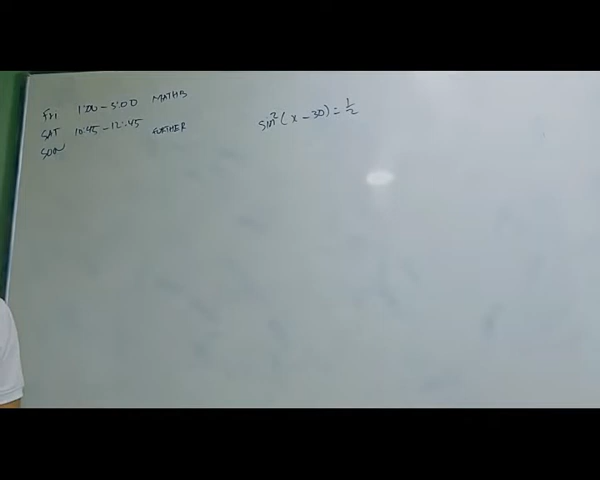 Fri 1:00 - 3:00 MATHS
SAT 10:45 - 12:45 FURTHER
SUN
sin²(x - 30) = 1/2